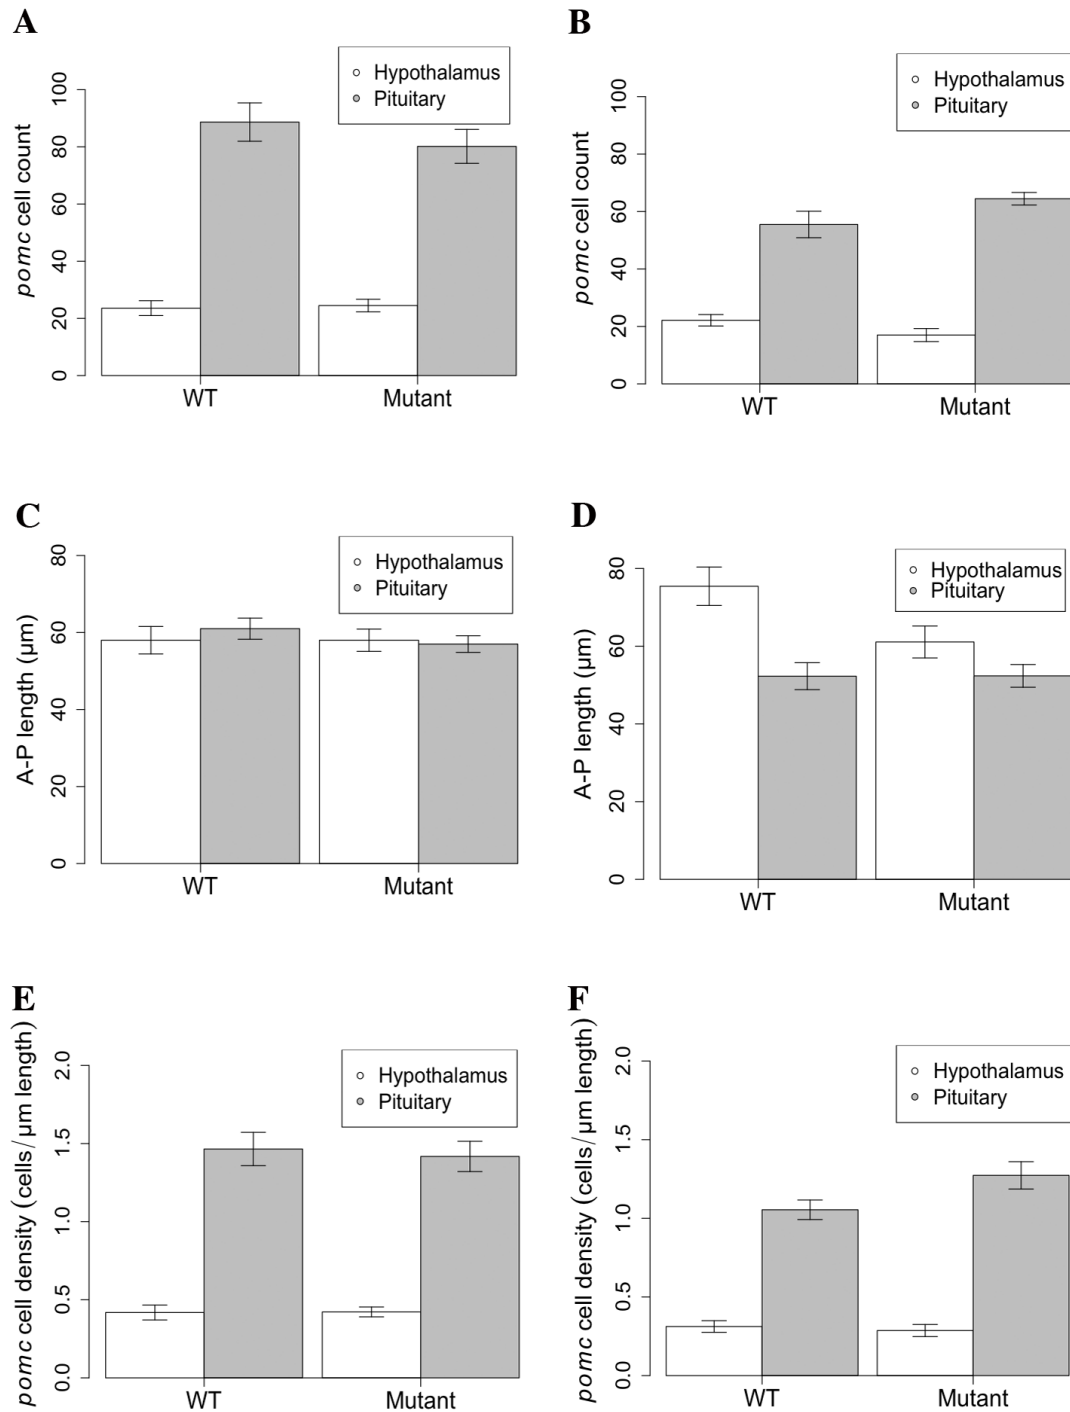 A
Hypothalamus
Pituitary
pomc cell count
0 20 40 60 80 100
WT Mutant
B
Hypothalamus
Pituitary
pomc cell count
0 20 40 60 80 100
WT Mutant
C
Hypothalamus
Pituitary
A-P length (μm)
0 20 40 60 80
WT Mutant
D
Hypothalamus
Pituitary
A-P length (μm)
0 20 40 60 80
WT Mutant
E
Hypothalamus
Pituitary
pomc cell density (cells/μm length)
0.0 0.5 1.0 1.5 2.0
WT Mutant
F
Hypothalamus
Pituitary
pomc cell density (cells/μm length)
0.0 0.5 1.0 1.5 2.0
WT Mutant